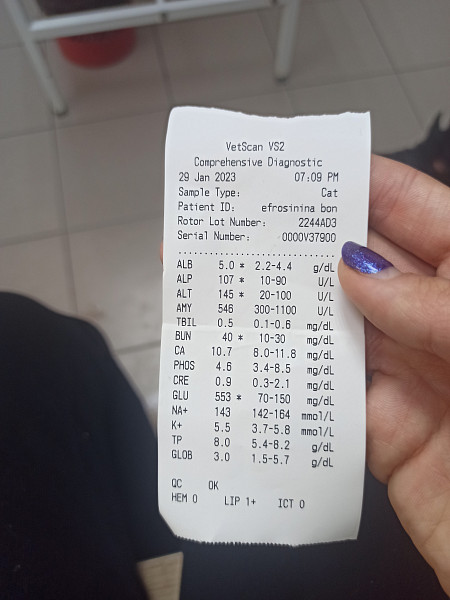 VetScan VS2
Comprehensive Diagnostic
29 Jan 2023 07:09 PM
Sample Type: Cat
Patient ID: efrosinina bon
Rotor Lot Number: 2244AD3
Serial Number: 0000V37900
................................
ALB 5.0 * 2.2-4.4 g/dL
ALP 107 * 10-90 U/L
ALT 145 * 20-100 U/L
AMY 546 300-1100 U/L
TBIL 0.5 0.1-0.6 mg/dL
BUN 40 * 10-30 mg/dL
CA 10.7 8.0-11.8 mg/dL
PHOS 4.6 3.4-8.5 mg/dL
CRE 0.9 0.3-2.1 mg/dL
GLU 553 * 70-150 mg/dL
NA+ 143 142-164 mmol/L
K+ 5.5 3.7-5.8 mmol/L
TP 8.0 5.4-8.2 g/dL
GLOB 3.0 1.5-5.7 g/dL
QC OK
HEM 0 LIP 1+ ICT 0